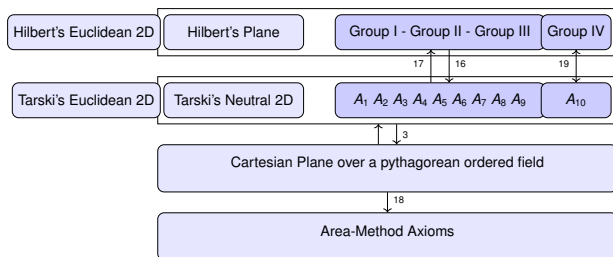 Hilbert's Euclidean 2D Hilbert's Plane Group I - Group II - Group III Group IV
17 16 19
Tarski's Euclidean 2D Tarski's Neutral 2D A₁ A₂ A₃ A₄ A₅ A₆ A₇ A₈ A₉ A₁₀
3
Cartesian Plane over a pythagorean ordered field
18
Area-Method Axioms